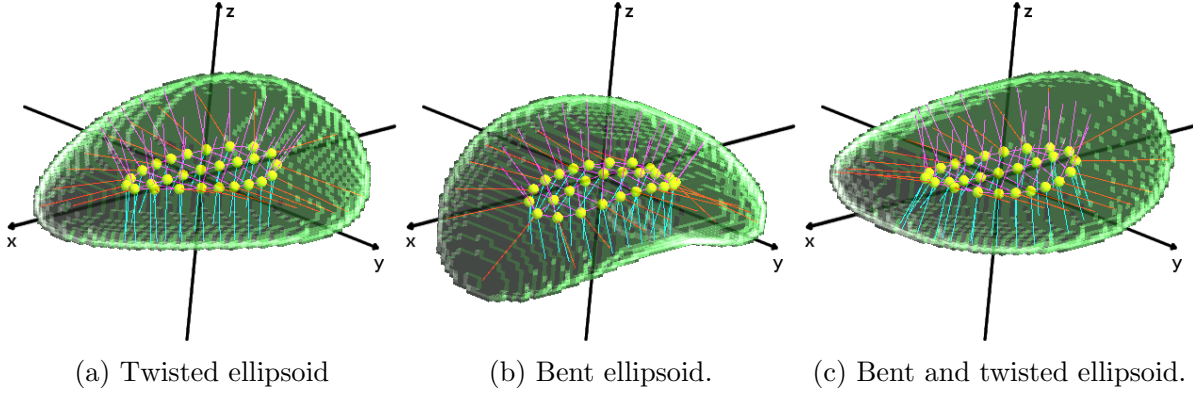 z
z
z
x
y
x
y
x
y
(a) Twisted ellipsoid
(b) Bent ellipsoid.
(c) Bent and twisted ellipsoid.